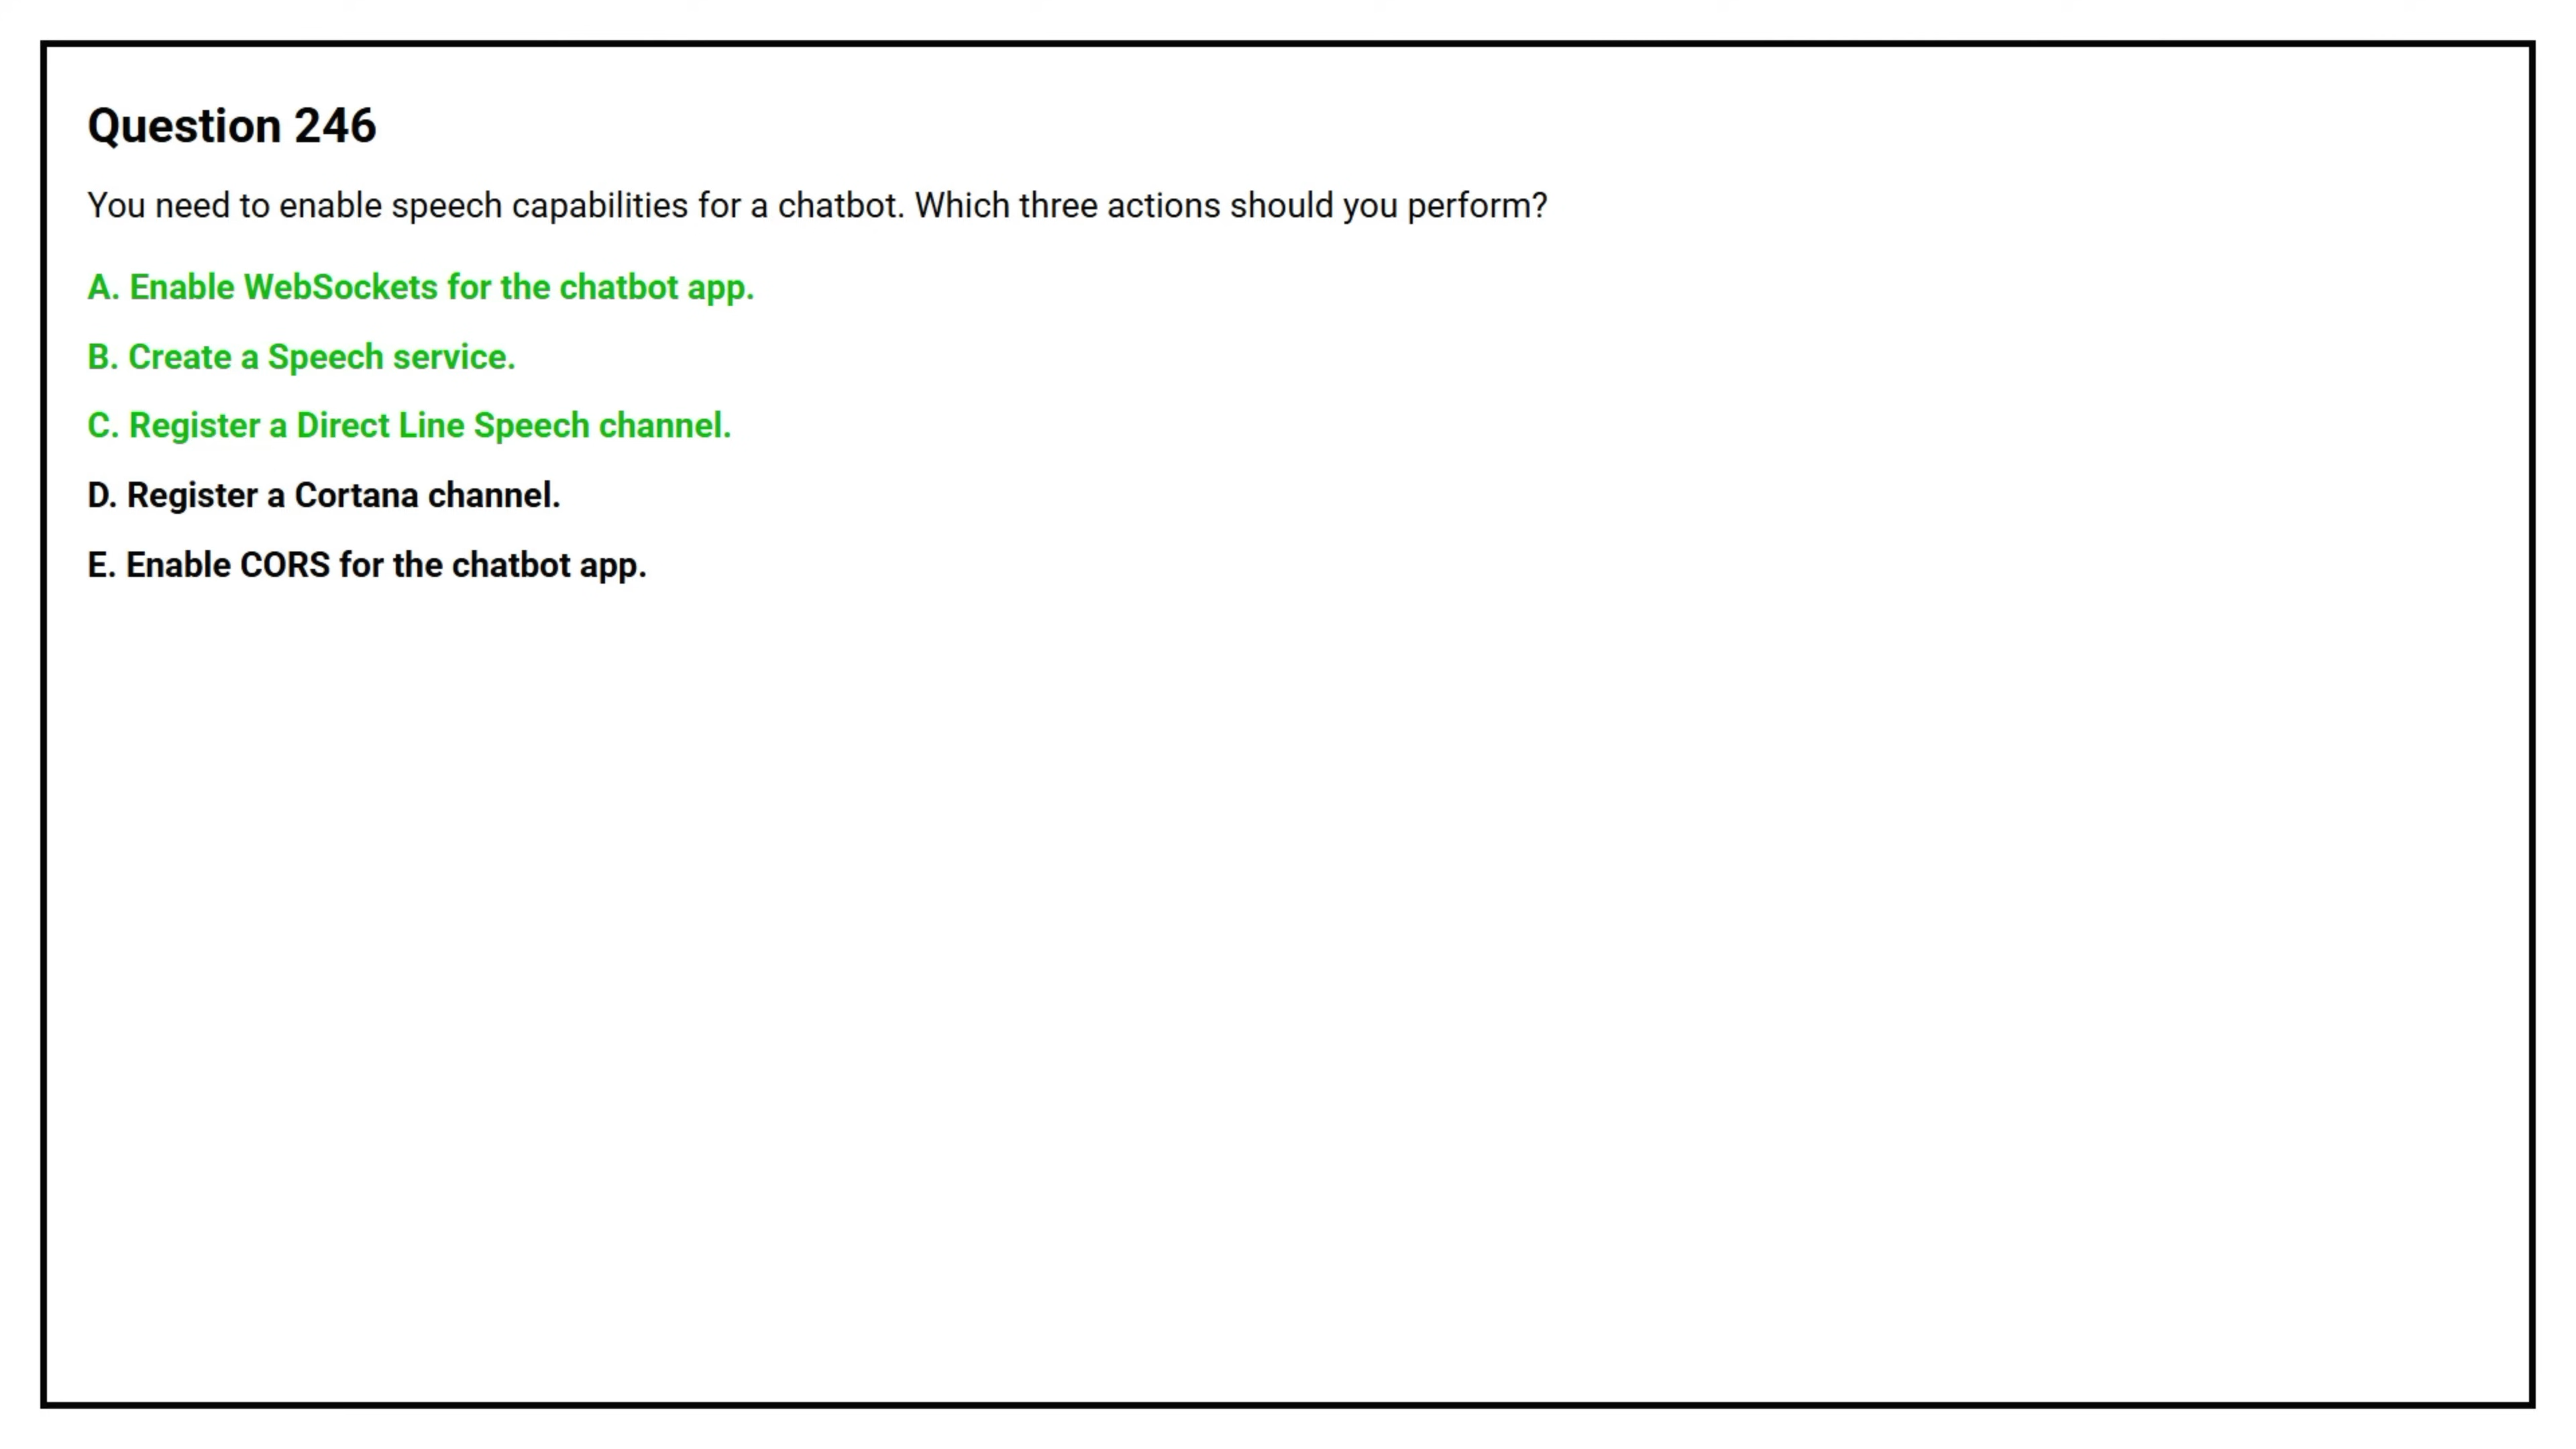 Question 246
You need to enable speech capabilities for a chatbot. Which three actions should you perform?
A. Enable WebSockets for the chatbot app.
B. Create a Speech service.
C. Register a Direct Line Speech channel.
D. Register a Cortana channel.
E. Enable CORS for the chatbot app.